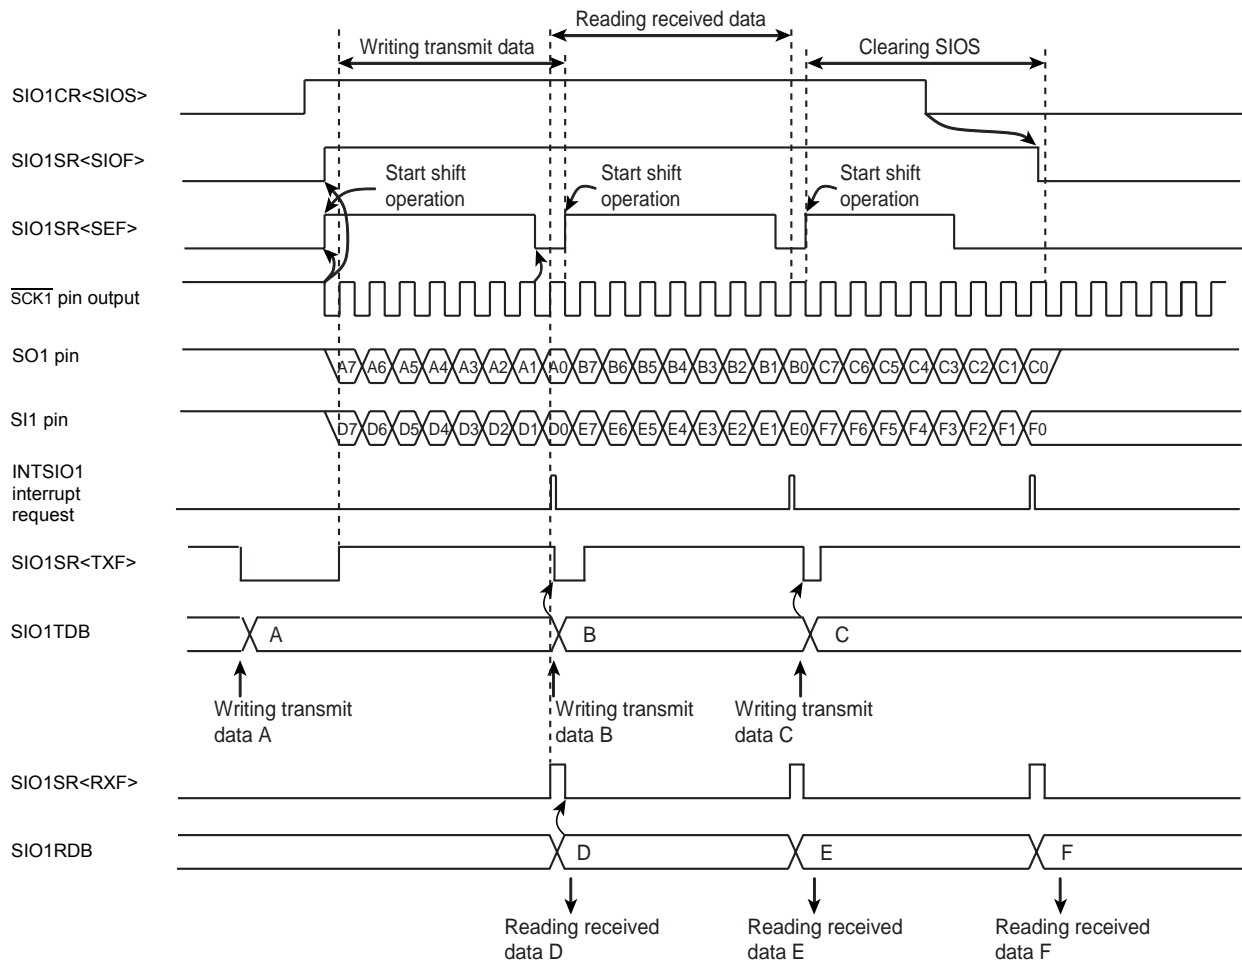 Reading received data
Writing transmit data
Clearing SIOS
SIO1CR<SIOS>
SIO1SR<SIOF>
Start shift
operation
Start shift
operation
Start shift
operation
SIO1SR<SEF>
SCK1 pin output
SO1 pin
A7 A6 A5 A4 A3 A2 A1 A0 B7 B6 B5 B4 B3 B2 B1 B0 C7 C6 C5 C4 C3 C2 C1 C0
SI1 pin
D7 D6 D5 D4 D3 D2 D1 D0 E7 E6 E5 E4 E3 E2 E1 E0 F7 F6 F5 F4 F3 F2 F1 F0
INTSIO1
interrupt
request
SIO1SR<TXF>
SIO1TDB
A B C
Writing transmit
data A
Writing transmit
data B
Writing transmit
data C
SIO1SR<RXF>
SIO1RDB
D E F
Reading received
data D
Reading received
data E
Reading received
data F